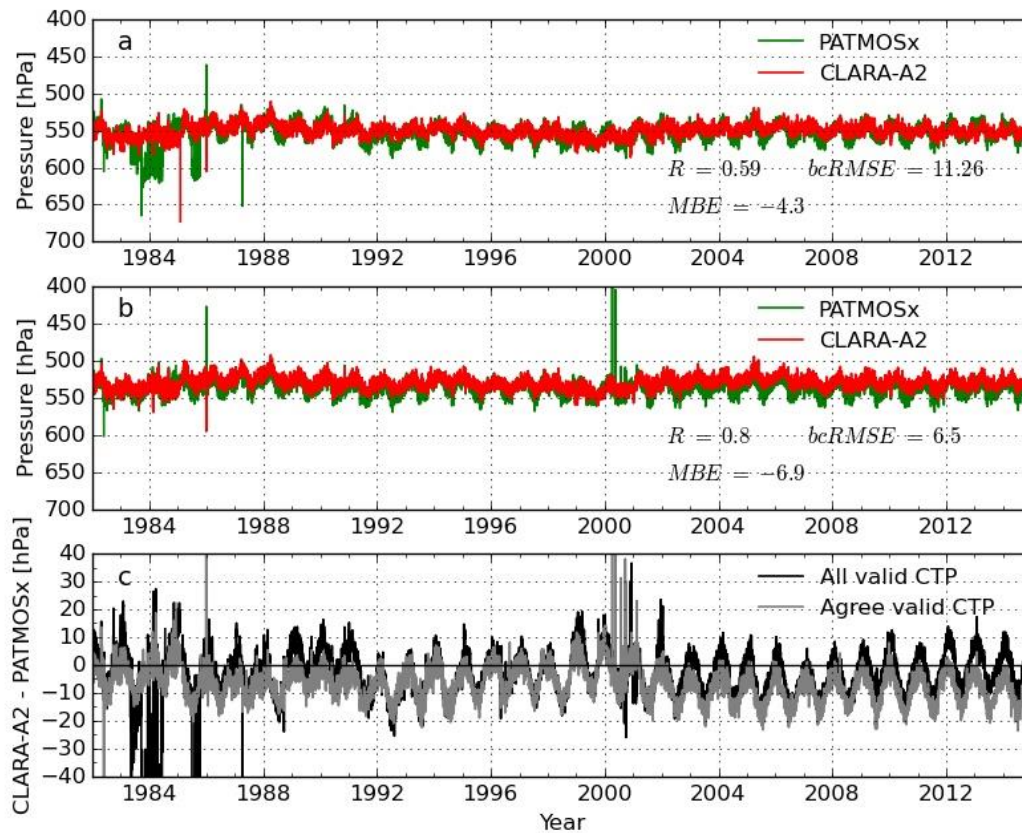 a
PATMOSx
CLARA-A2
R = 0.59 bcRMSE = 11.26
MBE = −4.3
Pressure [hPa]
400
450
500
550
600
650
700
1984 1988 1992 1996 2000 2004 2008 2012
b
PATMOSx
CLARA-A2
R = 0.8 bcRMSE = 6.5
MBE = −6.9
Pressure [hPa]
400
450
500
550
600
650
700
1984 1988 1992 1996 2000 2004 2008 2012
c
All valid CTP
Agree valid CTP
CLARA-A2 - PATMOSx [hPa]
40
30
20
10
0
−10
−20
−30
−40
1984 1988 1992 1996 2000 2004 2008 2012
Year